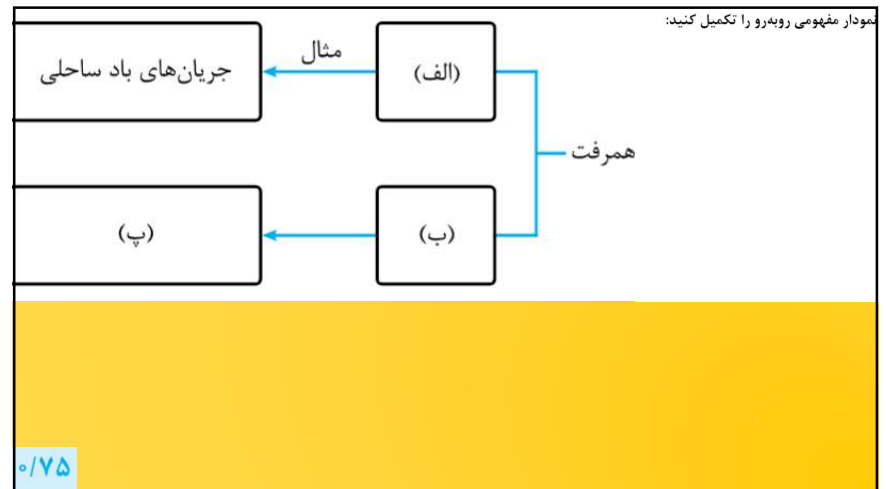 نمودار مفهومی روبه‌رو را تکمیل کنید:
همرفت
(الف)
مثال
جریان‌های باد ساحلی
(ب)
(پ)
۰/۷۵